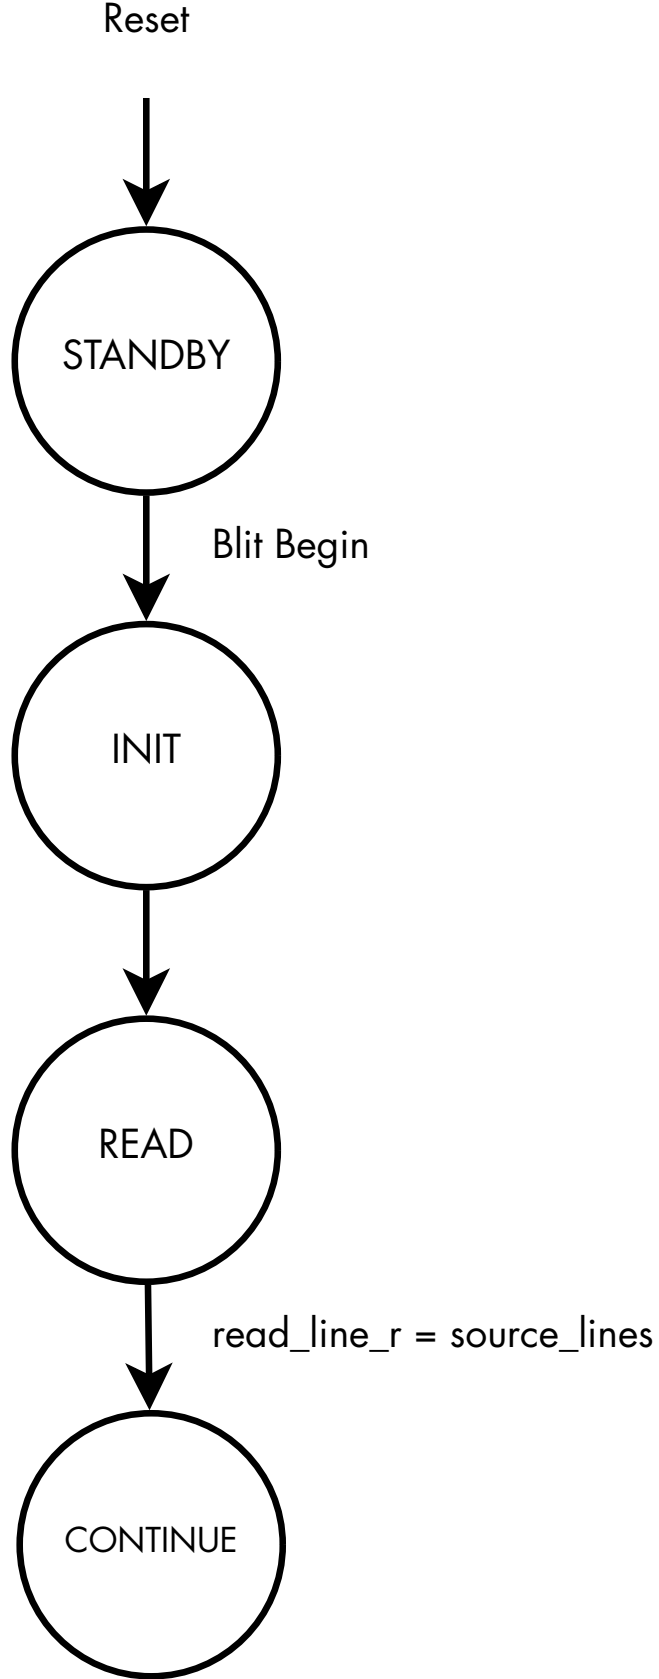 Reset
STANDBY
Blit Begin
INIT
READ
read_line_r = source_lines
CONTINUE